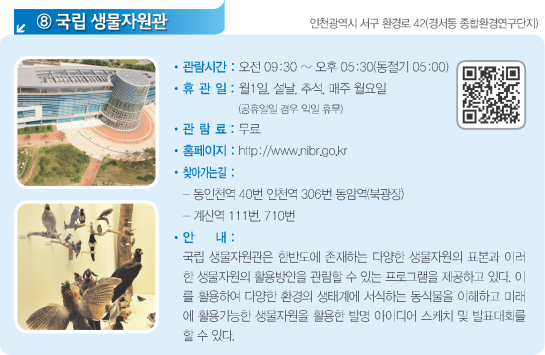 ⑧ 국립 생물자원관
인천광역시 서구 환경로 42(경서동 종합환경연구단지)
• 관람시간 : 오전 09:30 ~ 오후 05:30(동절기 05:00)
• 휴 관 일 : 월1일, 설날, 추석, 매주 월요일
(공휴일일 경우 익일 휴무)
• 관 람 료 : 무료
• 홈페이지 : http://www.nibr.go.kr
• 찾아가는길 :
– 동인천역 40번 인천역 306번 동암역(북광장)
– 계산역 111번, 710번
• 안 내 :
국립 생물자원관은 한반도에 존재하는 다양한 생물자원의 표본과 이러
한 생물자원의 활용방안을 관람할 수 있는 프로그램을 제공하고 있다. 이
를 활용하여 다양한 환경의 생태계에 서식하는 동식물을 이해하고 미래
에 활용가능한 생물자원을 활용한 발명 아이디어 스케치 및 발표대회를
할 수 있다.